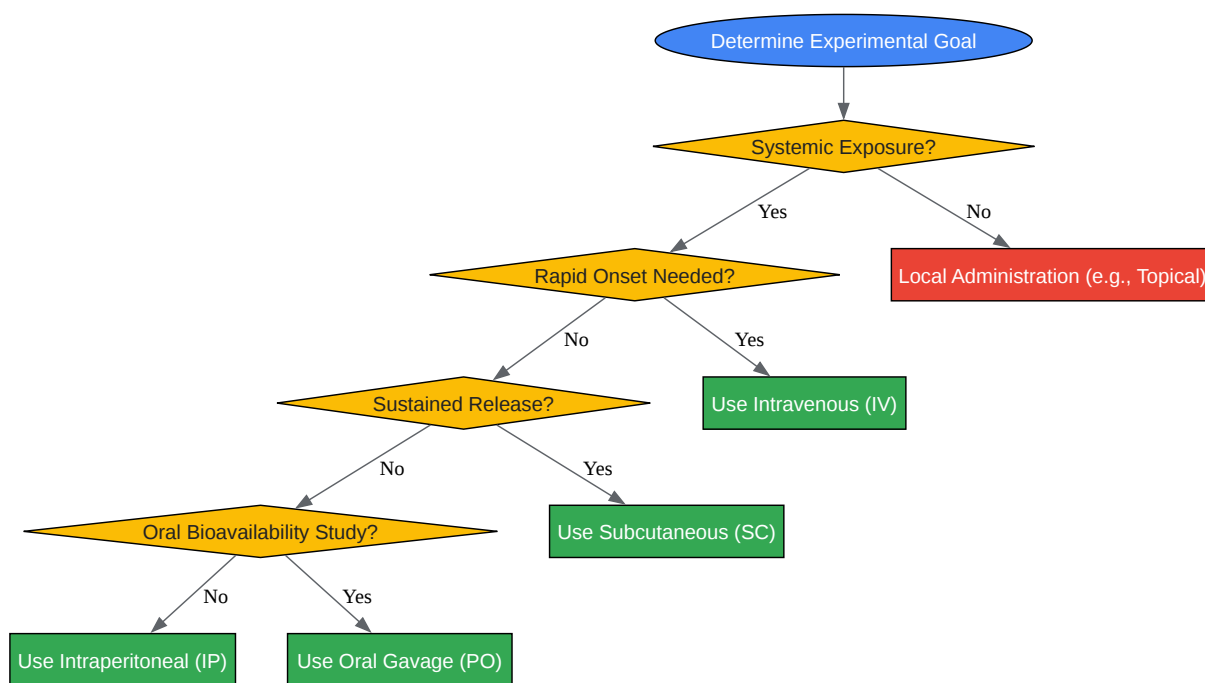 Determine Experimental Goal
Systemic Exposure?
Yes
No
Rapid Onset Needed?
Local Administration (e.g., Topical)
No
Yes
Sustained Release?
Use Intravenous (IV)
No
Yes
Oral Bioavailability Study?
Use Subcutaneous (SC)
No
Yes
Use Intraperitoneal (IP)
Use Oral Gavage (PO)